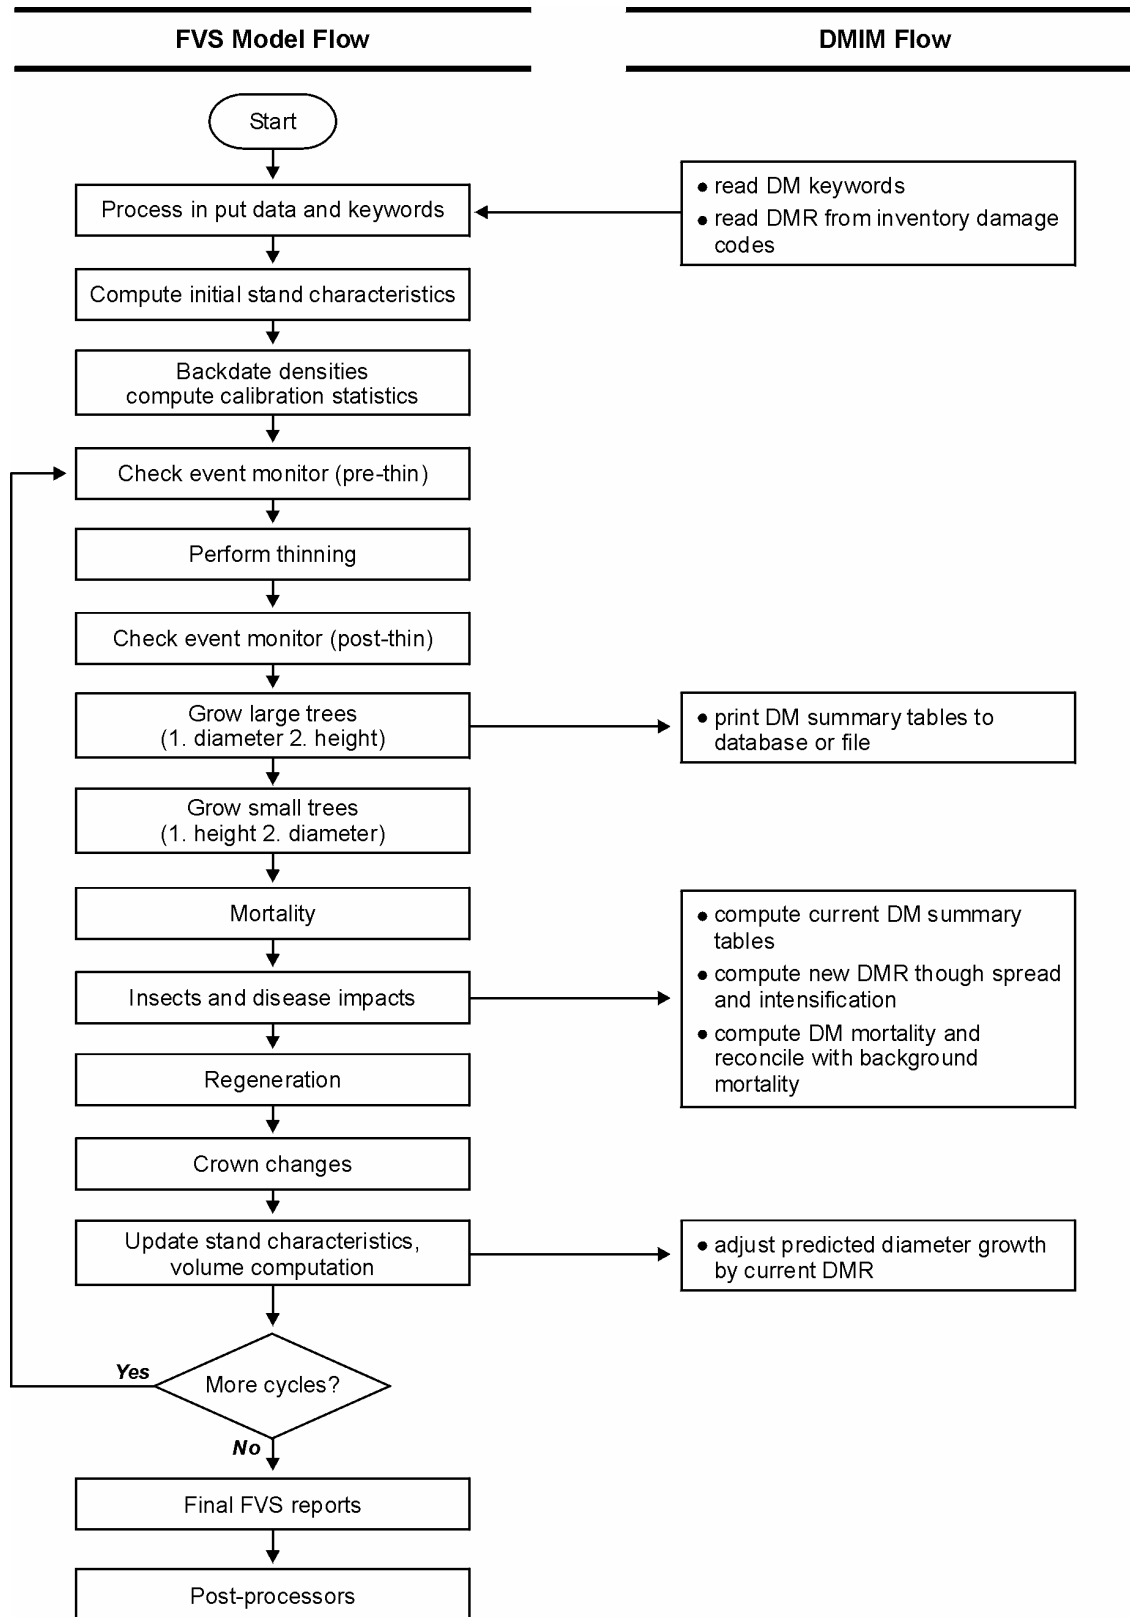 FVS Model Flow
DMIM Flow
Start
Process in put data and keywords
• read DM keywords
• read DMR from inventory damage
codes
Compute initial stand characteristics
Backdate densities
compute calibration statistics
Check event monitor (pre-thin)
Perform thinning
Check event monitor (post-thin)
Grow large trees
(1. diameter 2. height)
• print DM summary tables to
database or file
Grow small trees
(1. height 2. diameter)
Mortality
Insects and disease impacts
• compute current DM summary
tables
• compute new DMR though spread
and intensification
• compute DM mortality and
reconcile with background
mortality
Regeneration
Crown changes
Update stand characteristics,
volume computation
• adjust predicted diameter growth
by current DMR
Yes
More cycles?
No
Final FVS reports
Post-processors